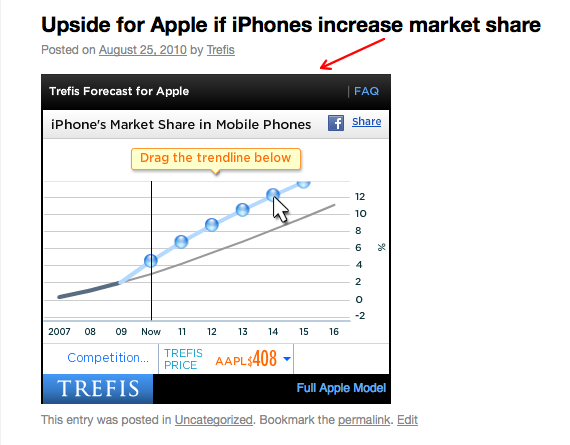 Upside for Apple if iPhones increase market share
Posted on August 25, 2010 by Trefis
Trefis Forecast for Apple | FAQ
iPhone's Market Share in Mobile Phones Share
Drag the trendline below
12
10
8
6
4
2
0
-2
%
2007 08 09 Now 11 12 13 14 15 16
Competition... TREFIS PRICE AAPL$408
TREFIS Full Apple Model
This entry was posted in Uncategorized. Bookmark the permalink. Edit